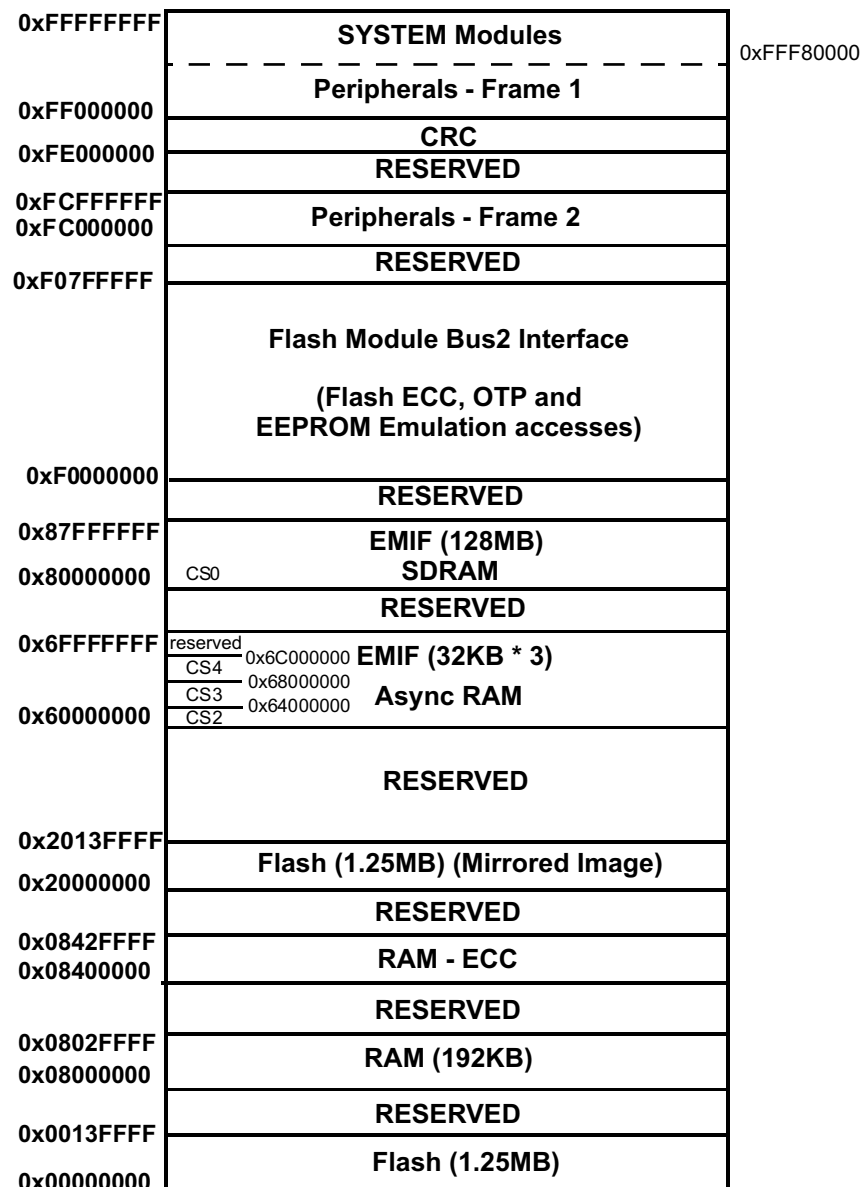 0xFFFFFFFF
SYSTEM Modules
0xFFF80000
Peripherals - Frame 1
0xFF000000
CRC
0xFE000000
RESERVED
0xFCFFFFFF
Peripherals - Frame 2
0xFC000000
RESERVED
0xF07FFFFF
Flash Module Bus2 Interface
(Flash ECC, OTP and
EEPROM Emulation accesses)
0xF0000000
RESERVED
0x87FFFFFF
EMIF (128MB)
0x80000000
CS0
SDRAM
RESERVED
0x6FFFFFFF
reserved
0x6C000000
EMIF (32KB * 3)
CS4
0x68000000
CS3
Async RAM
0x64000000
0x60000000
CS2
RESERVED
0x2013FFFF
Flash (1.25MB) (Mirrored Image)
0x20000000
RESERVED
0x0842FFFF
RAM - ECC
0x08400000
RESERVED
0x0802FFFF
RAM (192KB)
0x08000000
RESERVED
0x0013FFFF
Flash (1.25MB)
0x00000000